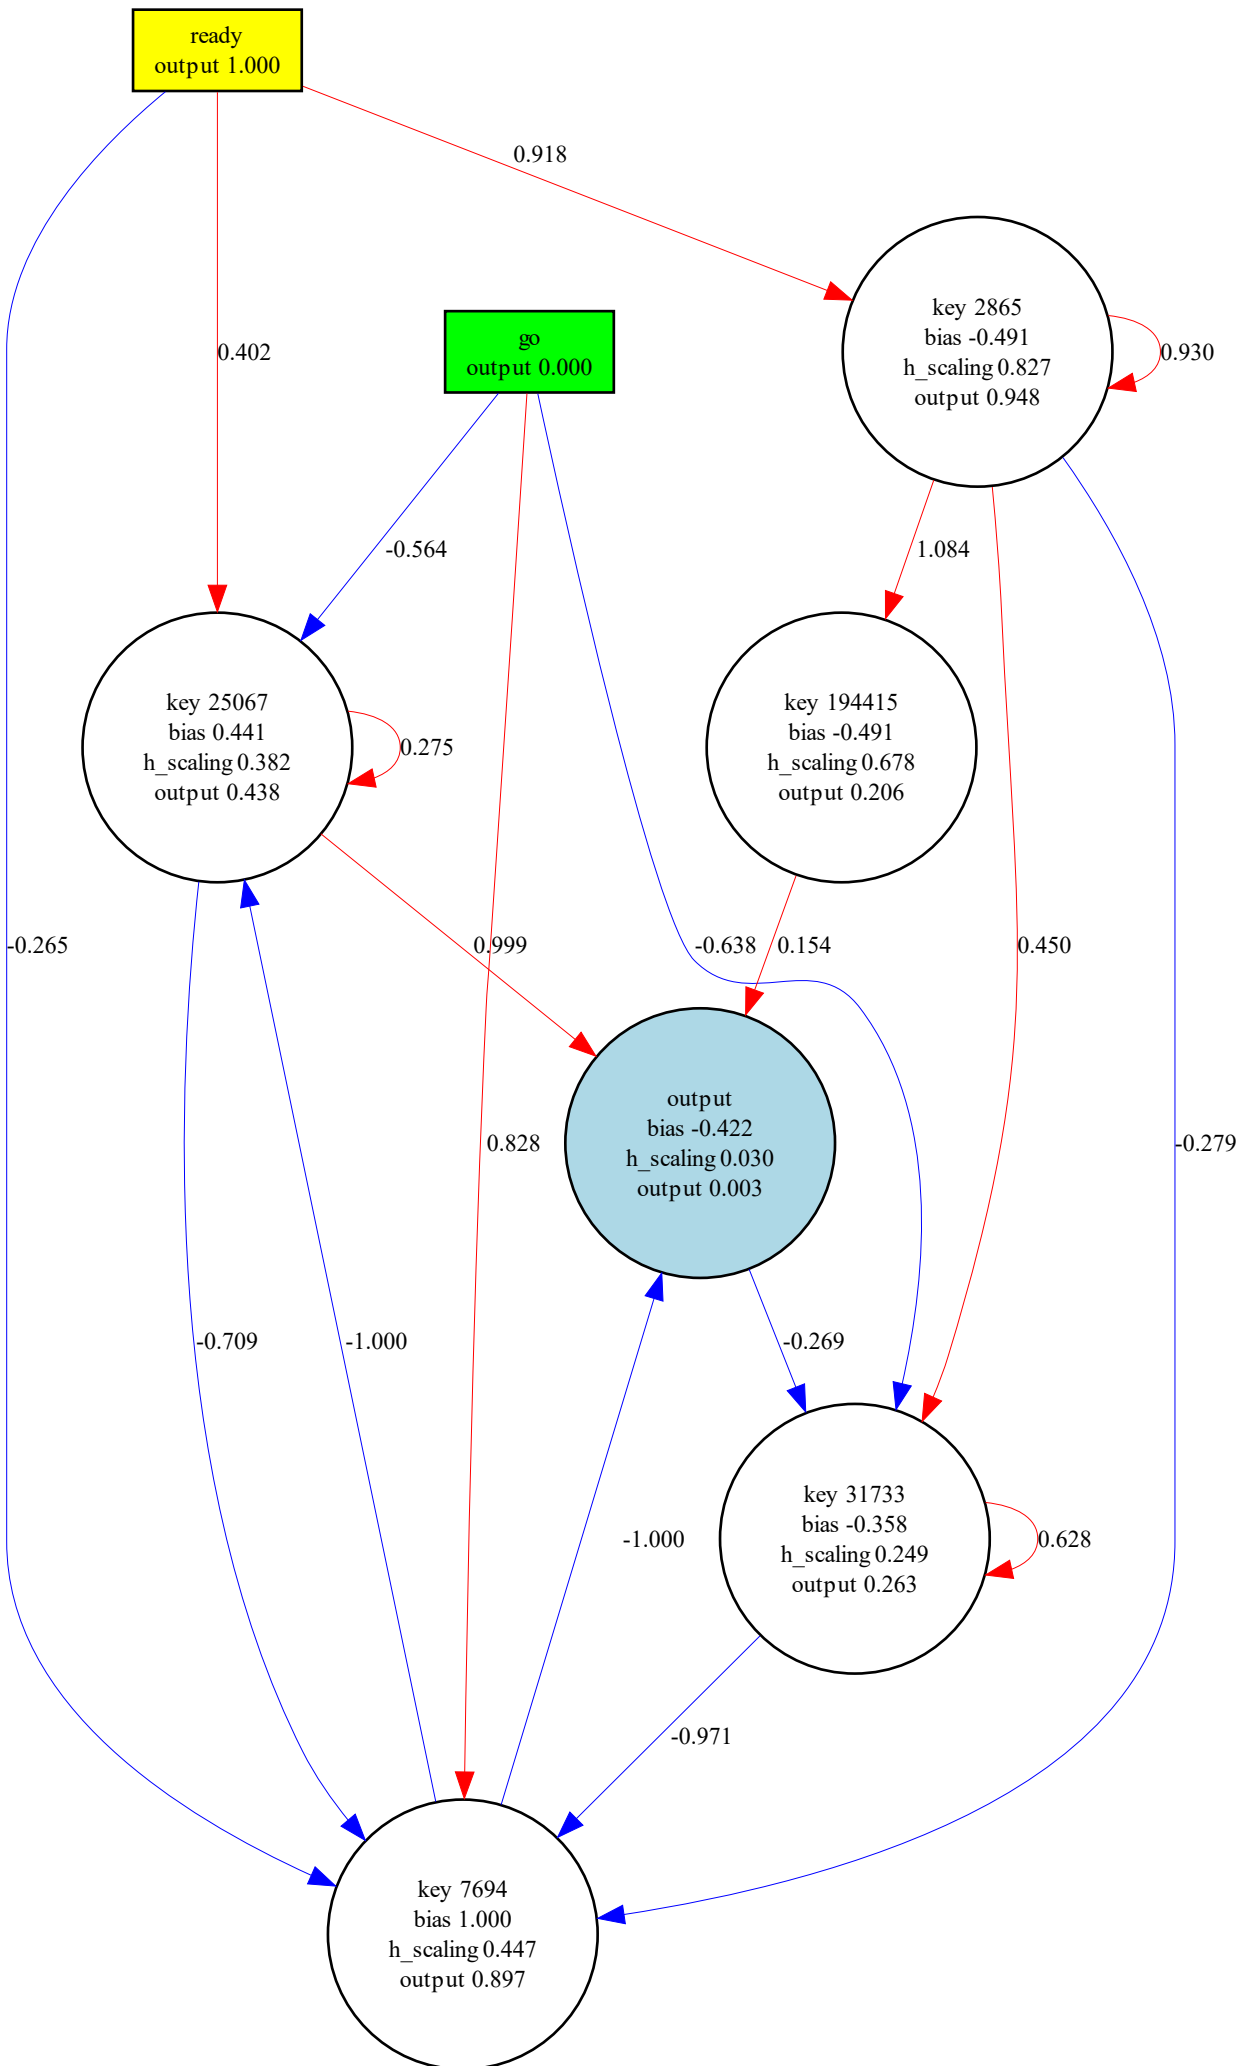 ready
output 1.000
0.918
key 2865
bias -0.491
h_scaling 0.827
output 0.948
0.930
go
output 0.000
0.402
-0.564
1.084
key 25067
bias 0.441
h_scaling 0.382
output 0.438
0.275
key 194415
bias -0.491
h_scaling 0.678
output 0.206
-0.265
0.999
-0.638
0.154
0.450
output
bias -0.422
h_scaling 0.030
output 0.003
0.828
-0.279
-0.709
-1.000
-0.269
key 31733
bias -0.358
h_scaling 0.249
output 0.263
-1.000
0.628
-0.971
key 7694
bias 1.000
h_scaling 0.447
output 0.897